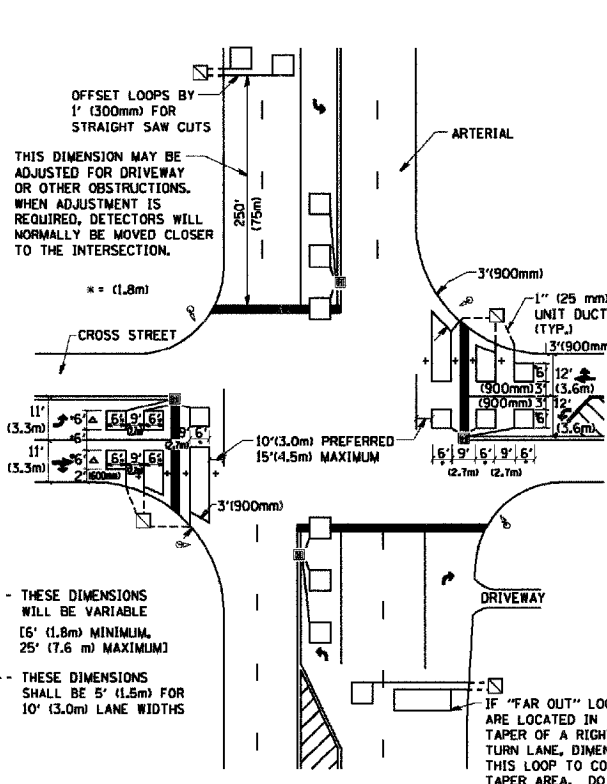 OFFSET LOOPS BY
1' (300mm) FOR
STRAIGHT SAW CUTS
ARTERIAL
THIS DIMENSION MAY BE
ADJUSTED FOR DRIVEWAY
OR OTHER OBSTRUCTIONS.
WHEN ADJUSTMENT IS
REQUIRED, DETECTORS WILL
NORMALLY BE MOVED CLOSER
TO THE INTERSECTION.
250'
(75m)
* = (1.8m)
3'(900mm)
1" (25 mm)
UNIT DUCT
(TYP.)
CROSS STREET
3'(900mm
6'
12'
(3.6m)
(900mm) 3'
(900mm) 3'
12'
6'
(3.6m)
11'
(3.3m)
6'
6' 9' 6'
6'
9' 6'
(2.7m)
11'
(3.3m)
6'
6' 9' 6'
2' (600mm)
10'(3.0m) PREFERRED
15'(4.5m) MAXIMUM
6' 9' 6' 9' 6'
(2.7m) (2.7m)
3'(900mm)
- THESE DIMENSIONS
WILL BE VARIABLE
[6' (1.8m) MINIMUM,
25' (7.6 m) MAXIMUM]
DRIVEWAY
- THESE DIMENSIONS
SHALL BE 5' (1.5m) FOR
10' (3.0m) LANE WIDTHS
IF "FAR OUT" LOO
ARE LOCATED IN
TAPER OF A RIGHT
TURN LANE, DIMEN
THIS LOOP TO CO
TAPER AREA. DO